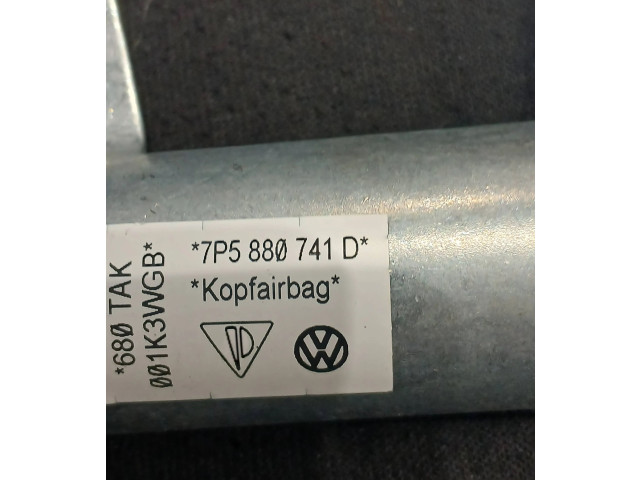 *7P5 880 741 D*
*Kopfairbag*
*680 TAK
001K3WGB*